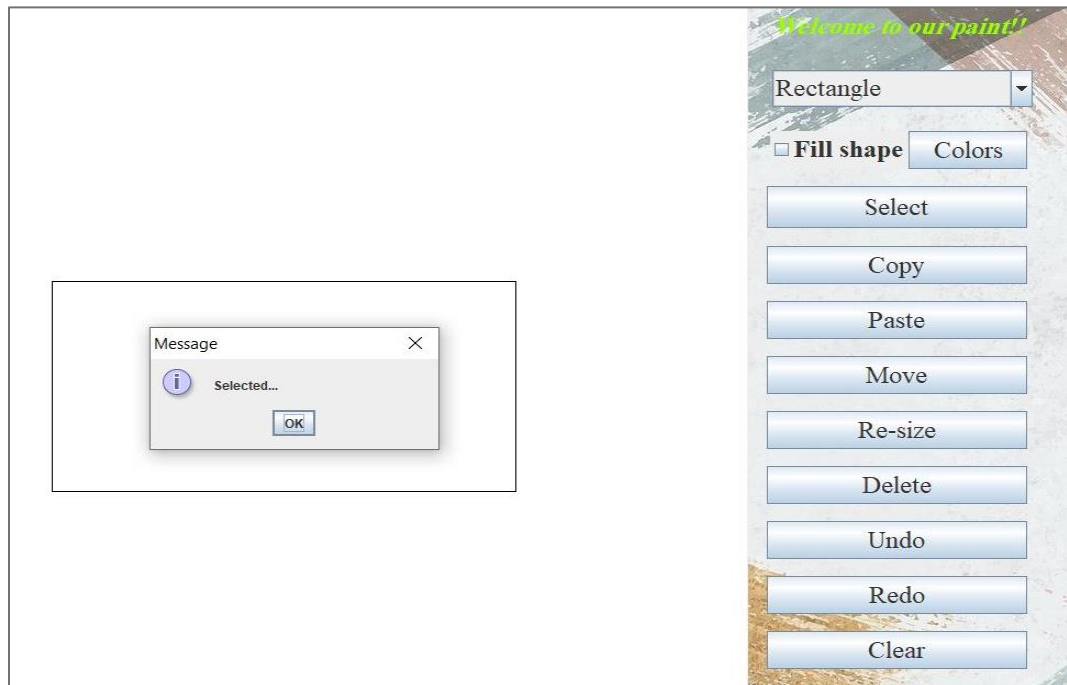 Welcome to our paint!!
Rectangle
Fill shape
Colors
Select
Copy
Paste
Move
Re-size
Delete
Undo
Redo
Clear
Message
i
Selected...
OK